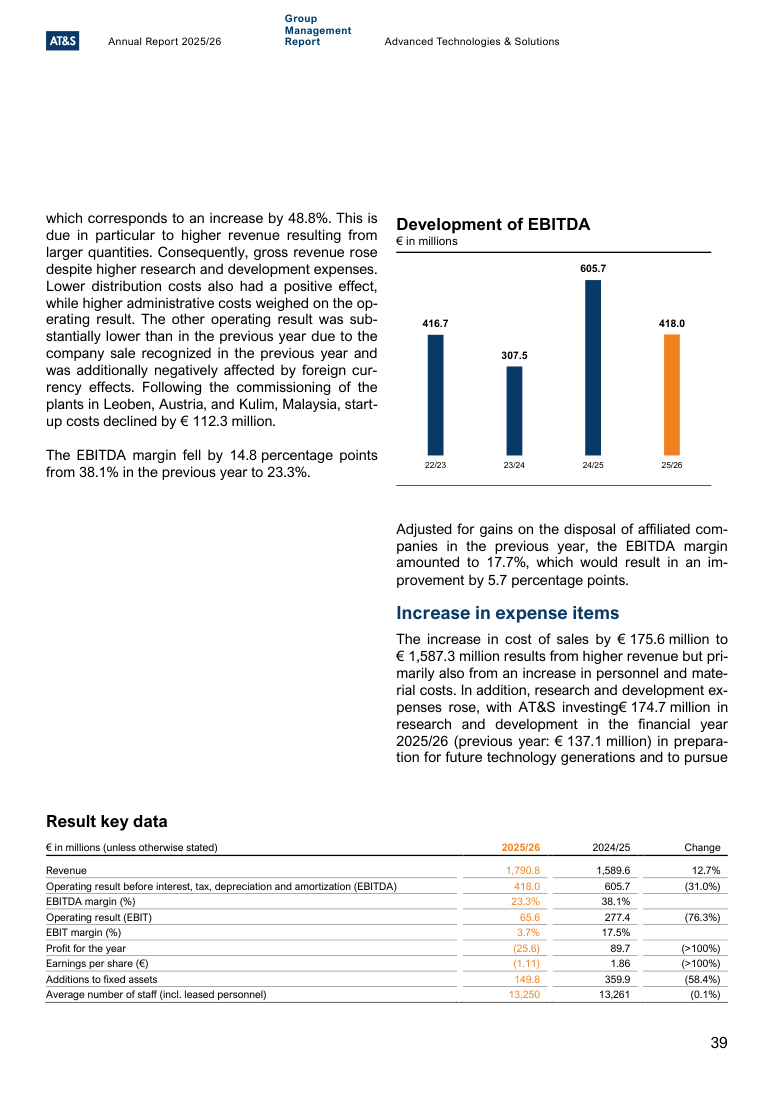 AT&S
Annual Report 2025/26
Group
Management
Report
Advanced Technologies & Solutions
which corresponds to an increase by 48.8%. This is
due in particular to higher revenue resulting from
larger quantities. Consequently, gross revenue rose
despite higher research and development expenses.
Lower distribution costs also had a positive effect,
while higher administrative costs weighed on the op-
erating result. The other operating result was sub-
stantially lower than in the previous year due to the
company sale recognized in the previous year and
was additionally negatively affected by foreign cur-
rency effects. Following the commissioning of the
plants in Leoben, Austria, and Kulim, Malaysia, start-
up costs declined by € 112.3 million.
The EBITDA margin fell by 14.8 percentage points
from 38.1% in the previous year to 23.3%.
Development of EBITDA
€ in millions
605.7
416.7
418.0
307.5
22/23 23/24 24/25 25/26
Adjusted for gains on the disposal of affiliated com-
panies in the previous year, the EBITDA margin
amounted to 17.7%, which would result in an im-
provement by 5.7 percentage points.
Increase in expense items
The increase in cost of sales by € 175.6 million to
€ 1,587.3 million results from higher revenue but pri-
marily also from an increase in personnel and mate-
rial costs. In addition, research and development ex-
penses rose, with AT&S investing€ 174.7 million in
research and development in the financial year
2025/26 (previous year: € 137.1 million) in prepara-
tion for future technology generations and to pursue
Result key data
€ in millions (unless otherwise stated) 2025/26 2024/25 Change
Revenue 1,790.8 1,589.6 12.7%
Operating result before interest, tax, depreciation and amortization (EBITDA) 418.0 605.7 (31.0%)
EBITDA margin (%) 23.3% 38.1%
Operating result (EBIT) 65.6 277.4 (76.3%)
EBIT margin (%) 3.7% 17.5%
Profit for the year (25.6) 89.7 (>100%)
Earnings per share (€) (1.11) 1.86 (>100%)
Additions to fixed assets 149.8 359.9 (58.4%)
Average number of staff (incl. leased personnel) 13,250 13,261 (0.1%)
39